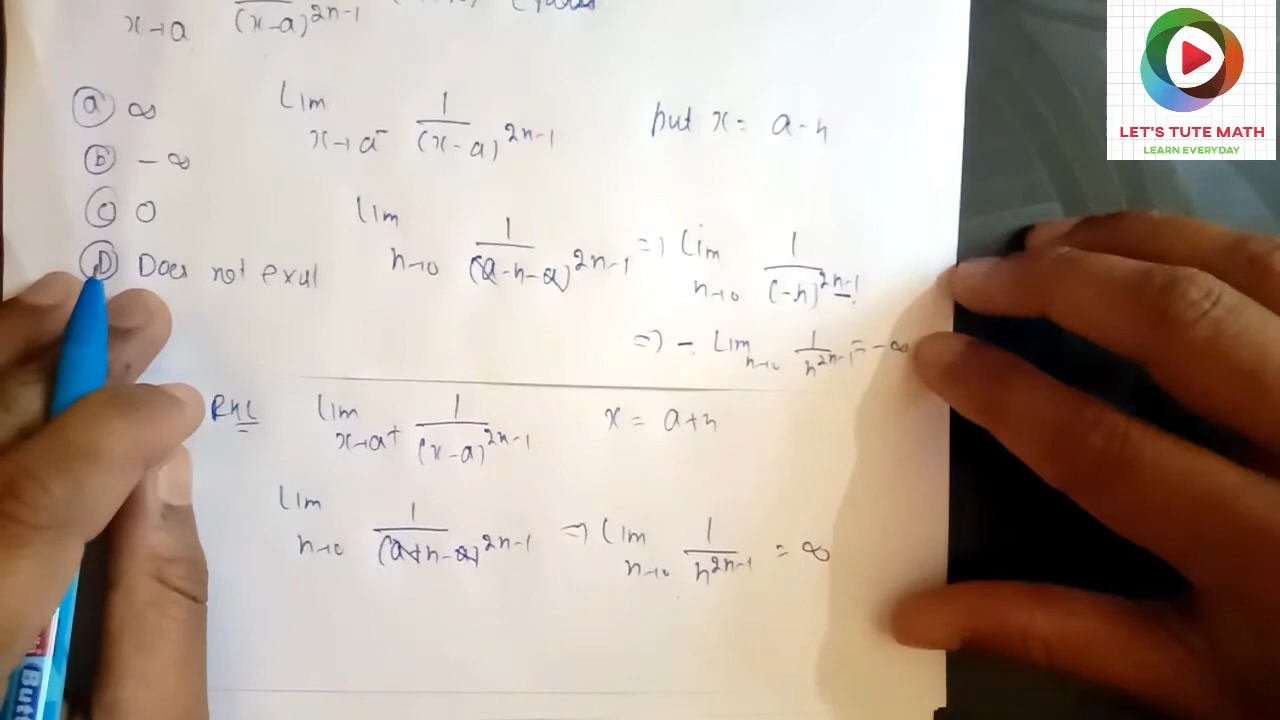 x→a 1/(x-a)^2n-1
(a) ∞
Lim x→a⁻ 1/(x-a)^2n-1 put x = a-h
(b) -∞
(c) 0
Lim h→0 1/(a-h-a)^2n-1 ⇒ Lim h→0 1/(-h)^2n-1
(D) Does not exist
⇒ - Lim h→0 1/h^2n-1 = -∞
RHL Lim x→a+ 1/(x-a)^2n-1 x = a+h
Lim h→0 1/(a+h-a)^2n-1 ⇒ Lim h→0 1/h^2n-1 = ∞
LET'S TUTE MATH
LEARN EVERYDAY